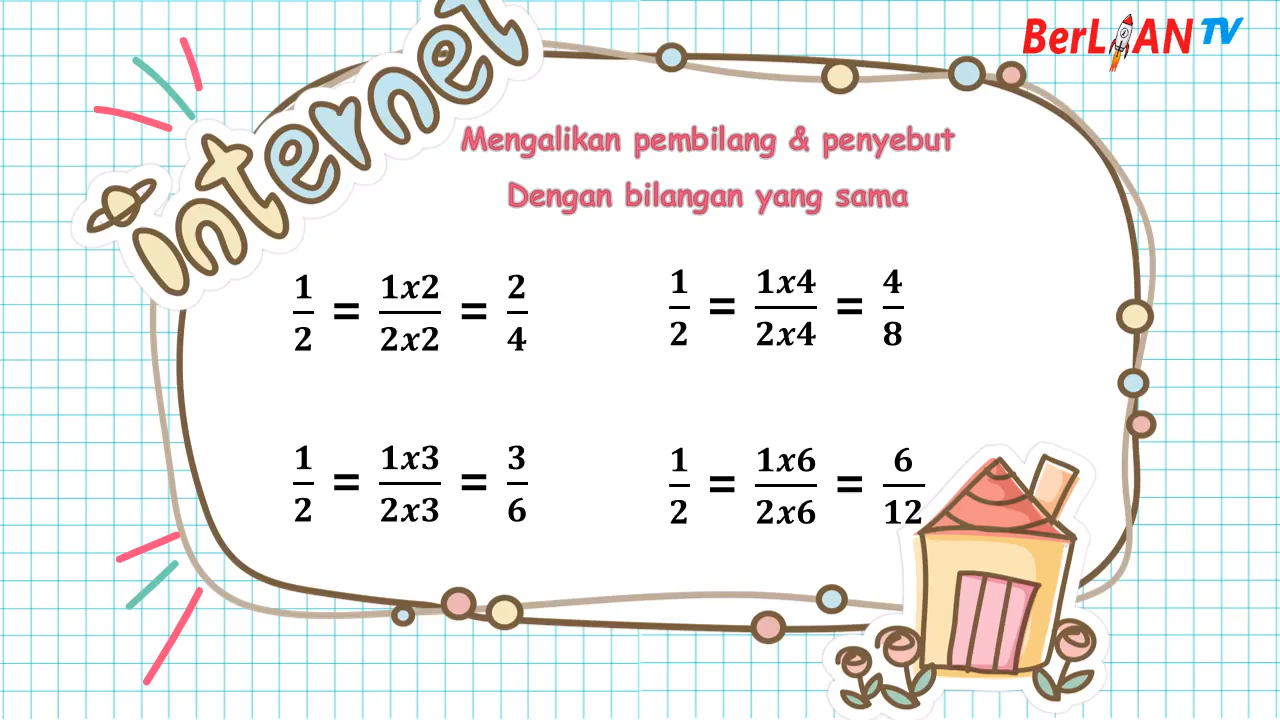 BerLIAN TV
internet
Mengalikan pembilang & penyebut
Dengan bilangan yang sama
1/2 = 1x2/2x2 = 2/4
1/2 = 1x4/2x4 = 4/8
1/2 = 1x3/2x3 = 3/6
1/2 = 1x6/2x6 = 6/12